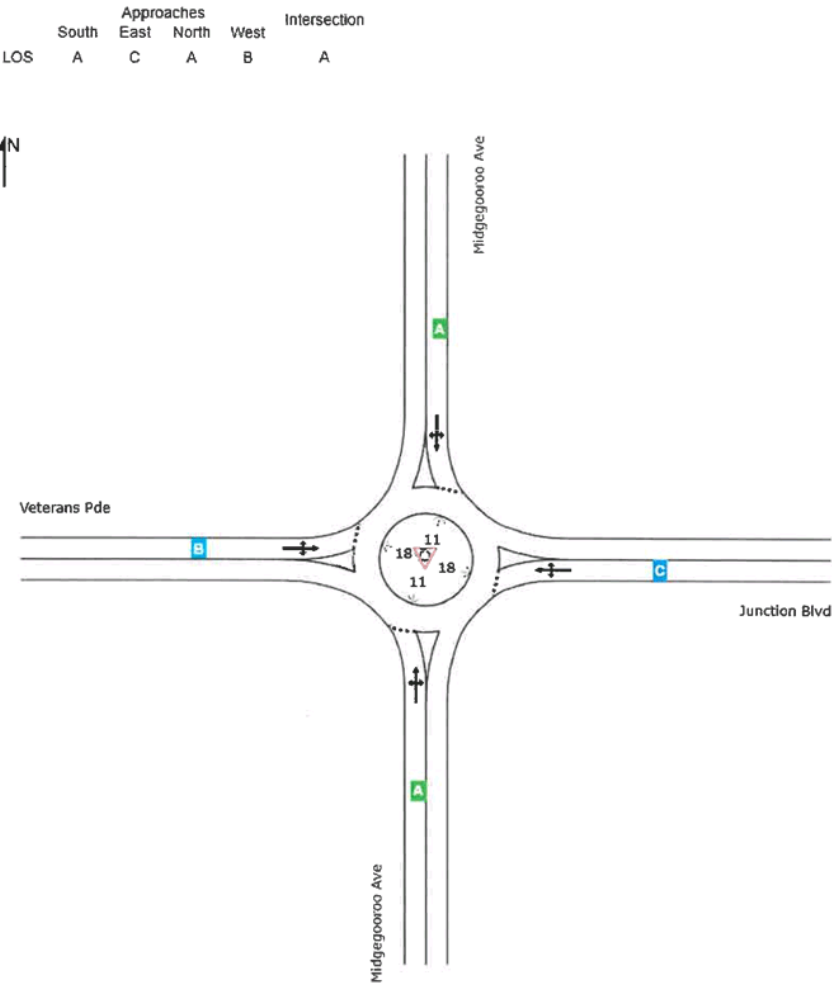 Approaches
South East North West Intersection
LOS A C A B A
N
Midgegooroo Ave
A
Veterans Pde
B
11
18
18
11
C
Junction Blvd
A
Midgegooroo Ave